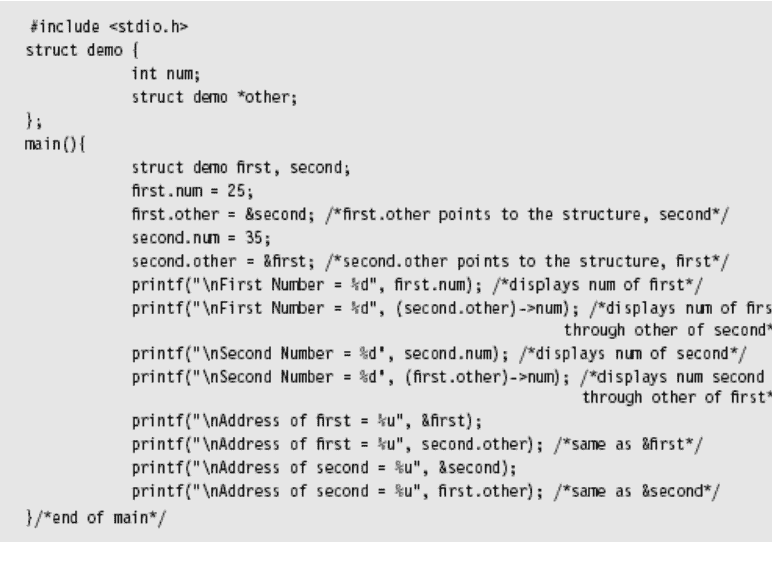 #include <stdio.h>
struct demo {
int num;
struct demo *other;
};
main(){
struct demo first, second;
first.num = 25;
first.other = &second; /*first.other points to the structure, second*/
second.num = 35;
second.other = &first; /*second.other points to the structure, first*/
printf("\nFirst Number = %d", first.num); /*displays num of first*/
printf("\nFirst Number = %d", (second.other)->num); /*displays num of firs
through other of second*
printf("\nSecond Number = %d", second.num); /*displays num of second*/
printf("\nSecond Number = %d", (first.other)->num); /*displays num second
through other of first*
printf("\nAddress of first = %u", &first);
printf("\nAddress of first = %u", second.other); /*same as &first*/
printf("\nAddress of second = %u", &second);
printf("\nAddress of second = %u", first.other); /*same as &second*/
}/*end of main*/